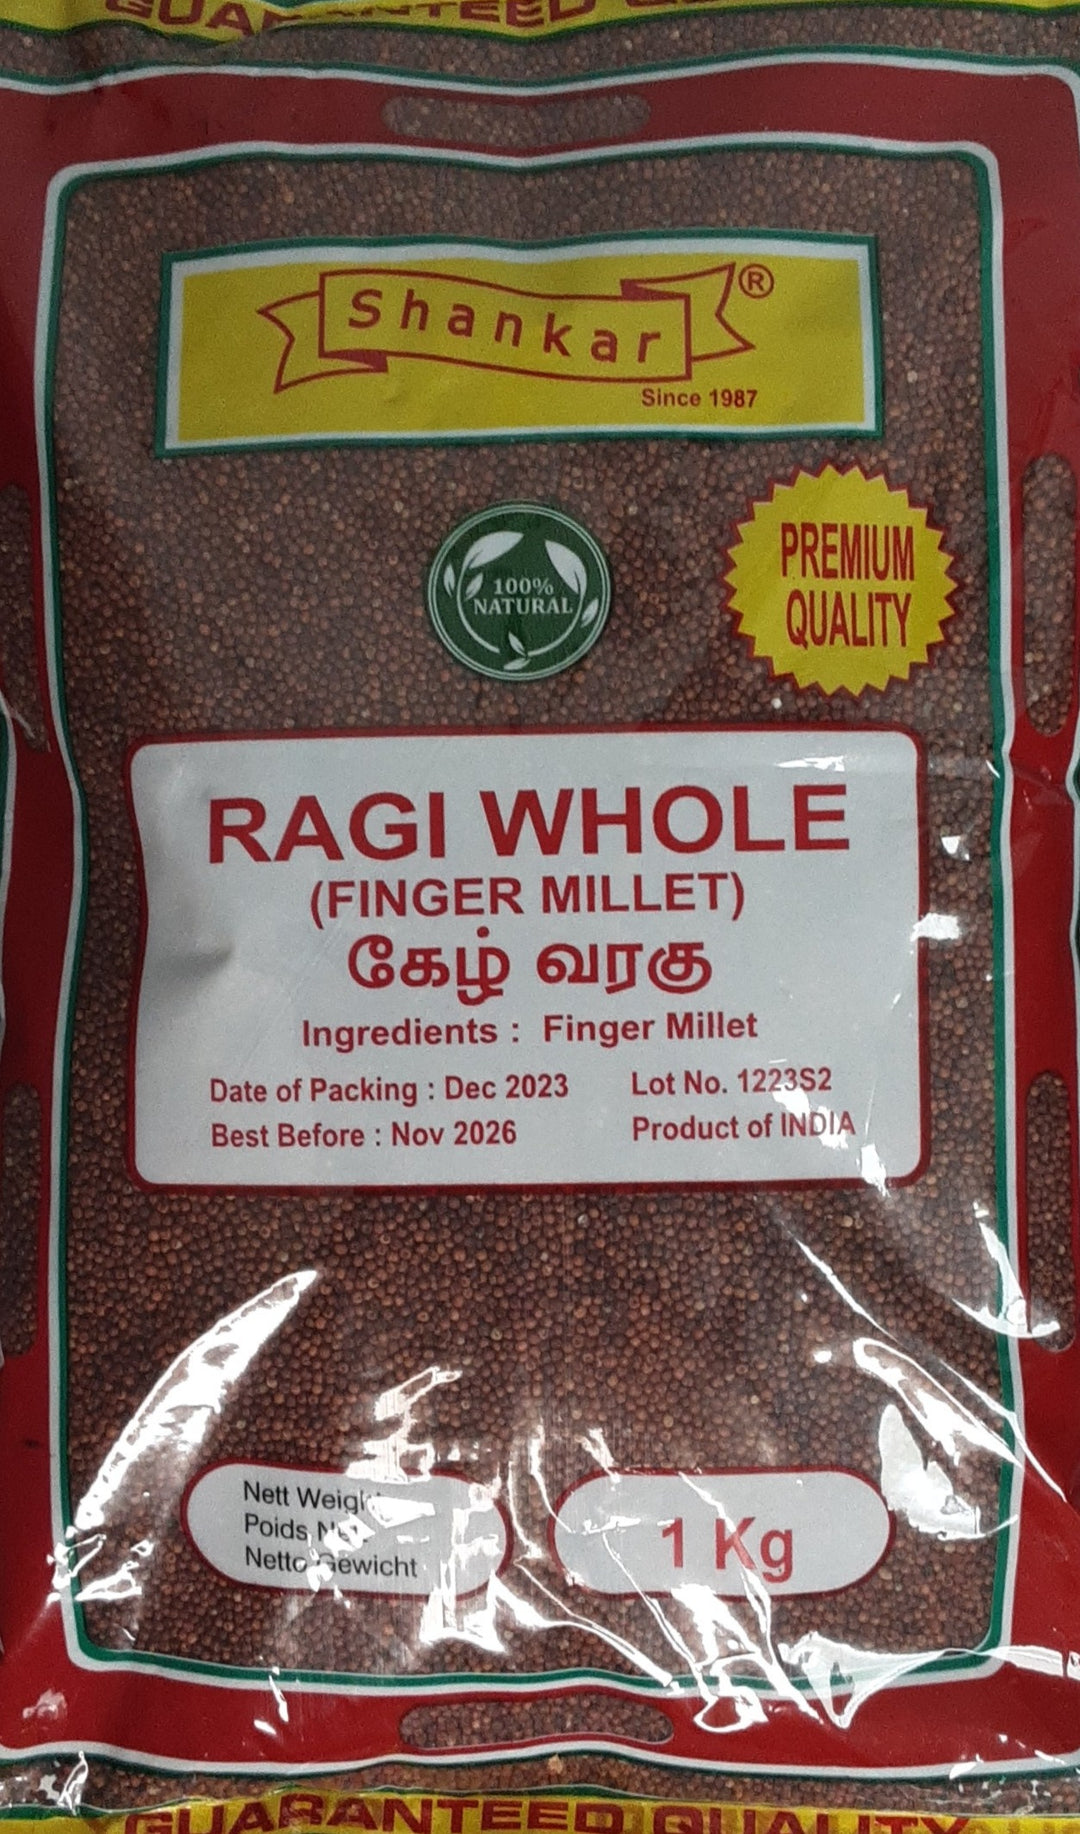 GUARANTEED
Shankar ®
Since 1987
100%
NATURAL
PREMIUM
QUALITY
RAGI WHOLE
(FINGER MILLET)
கேழ் வரகு
Ingredients : Finger Millet
Date of Packing : Dec 2023
Lot No. 1223S2
Best Before : Nov 2026
Product of INDIA
Nett Weight
Poids Net
Netto Gewicht
1 Kg
GUARANTEED QUALITY